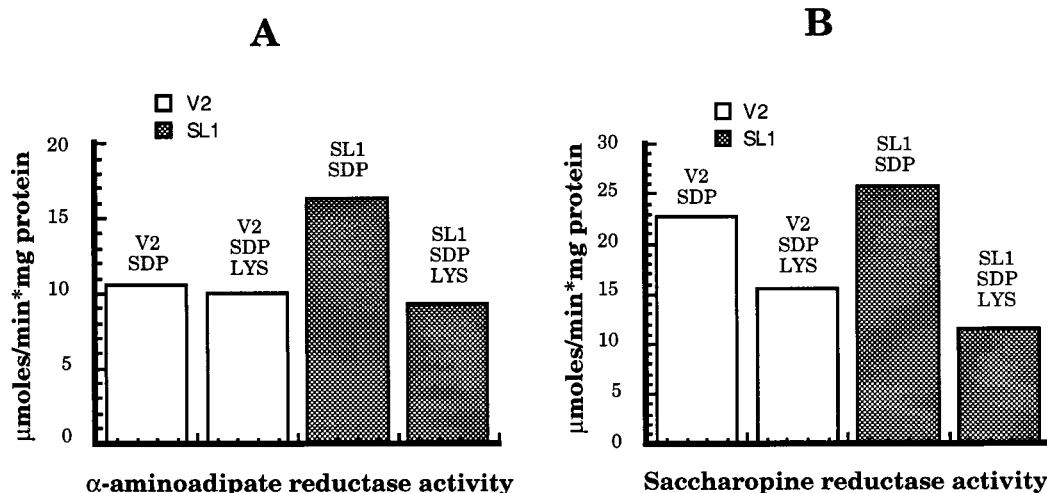 A
V2
SL1
μmoles/min*mg protein
20
15
10
5
0
V2
SDP
V2
SDP
LYS
SL1
SDP
SL1
SDP
LYS
α-aminoadipate reductase activity
B
V2
SL1
μmoles/min*mg protein
30
25
20
15
10
5
0
V2
SDP
V2
SDP
LYS
SL1
SDP
SL1
SDP
LYS
Saccharopine reductase activity